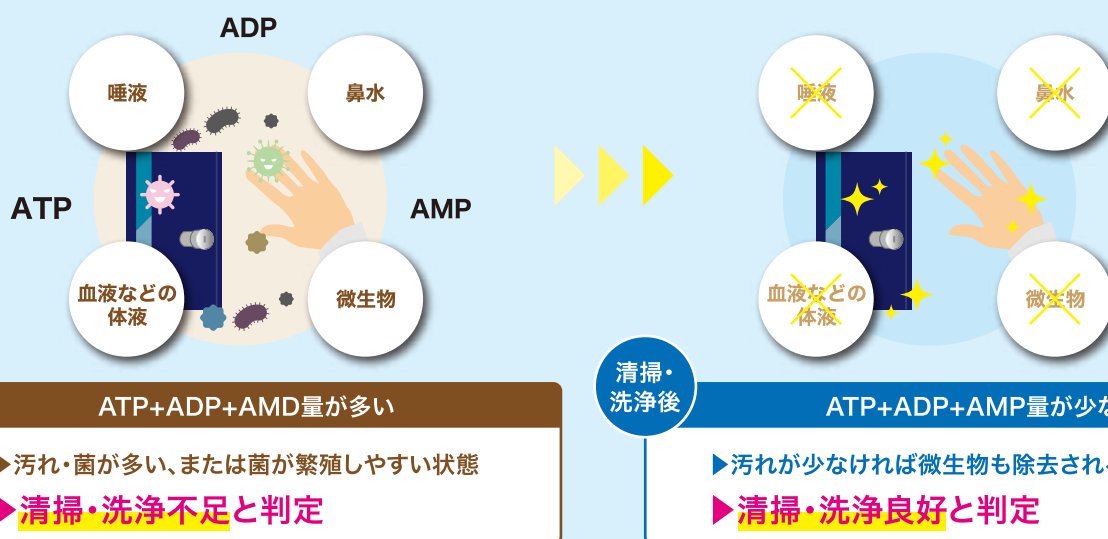 ADP
唾液
鼻水
ATP
AMP
血液などの
体液
微生物
ATP+ADP+AMD量が多い
▶汚れ・菌が多い、または菌が繁殖しやすい状態
▶清掃・洗浄不足と判定
唾液
鼻水
血液などの
体液
微生物
清掃・
洗浄後
ATP+ADP+AMP量が少な
▶汚れが少なければ微生物も除去され
▶清掃・洗浄良好と判定